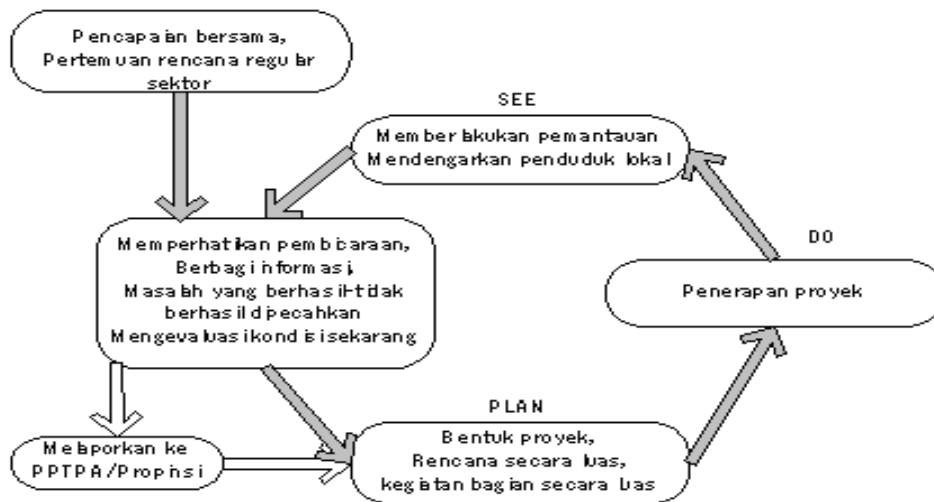 Pencapaian bersama,
Pertemuan rencana regular
sektor
SEE
Memberlakukan pemantauan
Mendengarkan penduduk lokal
Memperhatikan pembicaraan,
Berbagi informasi,
Masalah yang berhasil-tidak
berhasil dipecahkan
Mengevaluasi kondisi sekarang
DO
Penerapan proyek
PLAN
Bentuk proyek,
Rencana secara luas,
kegiatan bagian secara luas
Melaporkan ke
PPTPA/Propinsi